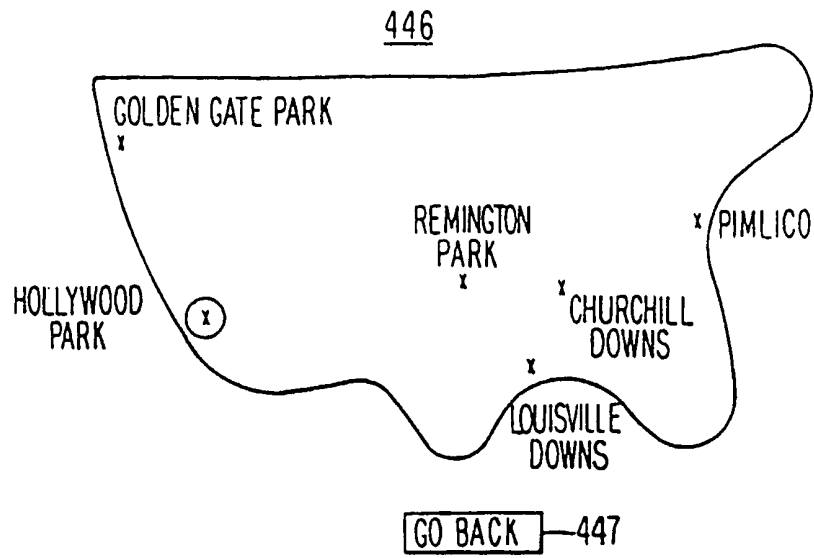 446
GOLDEN GATE PARK
x
REMINGTON
PARK
x
x PIMLICO
HOLLYWOOD
PARK
x
x
CHURCHILL
DOWNS
x
LOUISVILLE
DOWNS
GO BACK 447